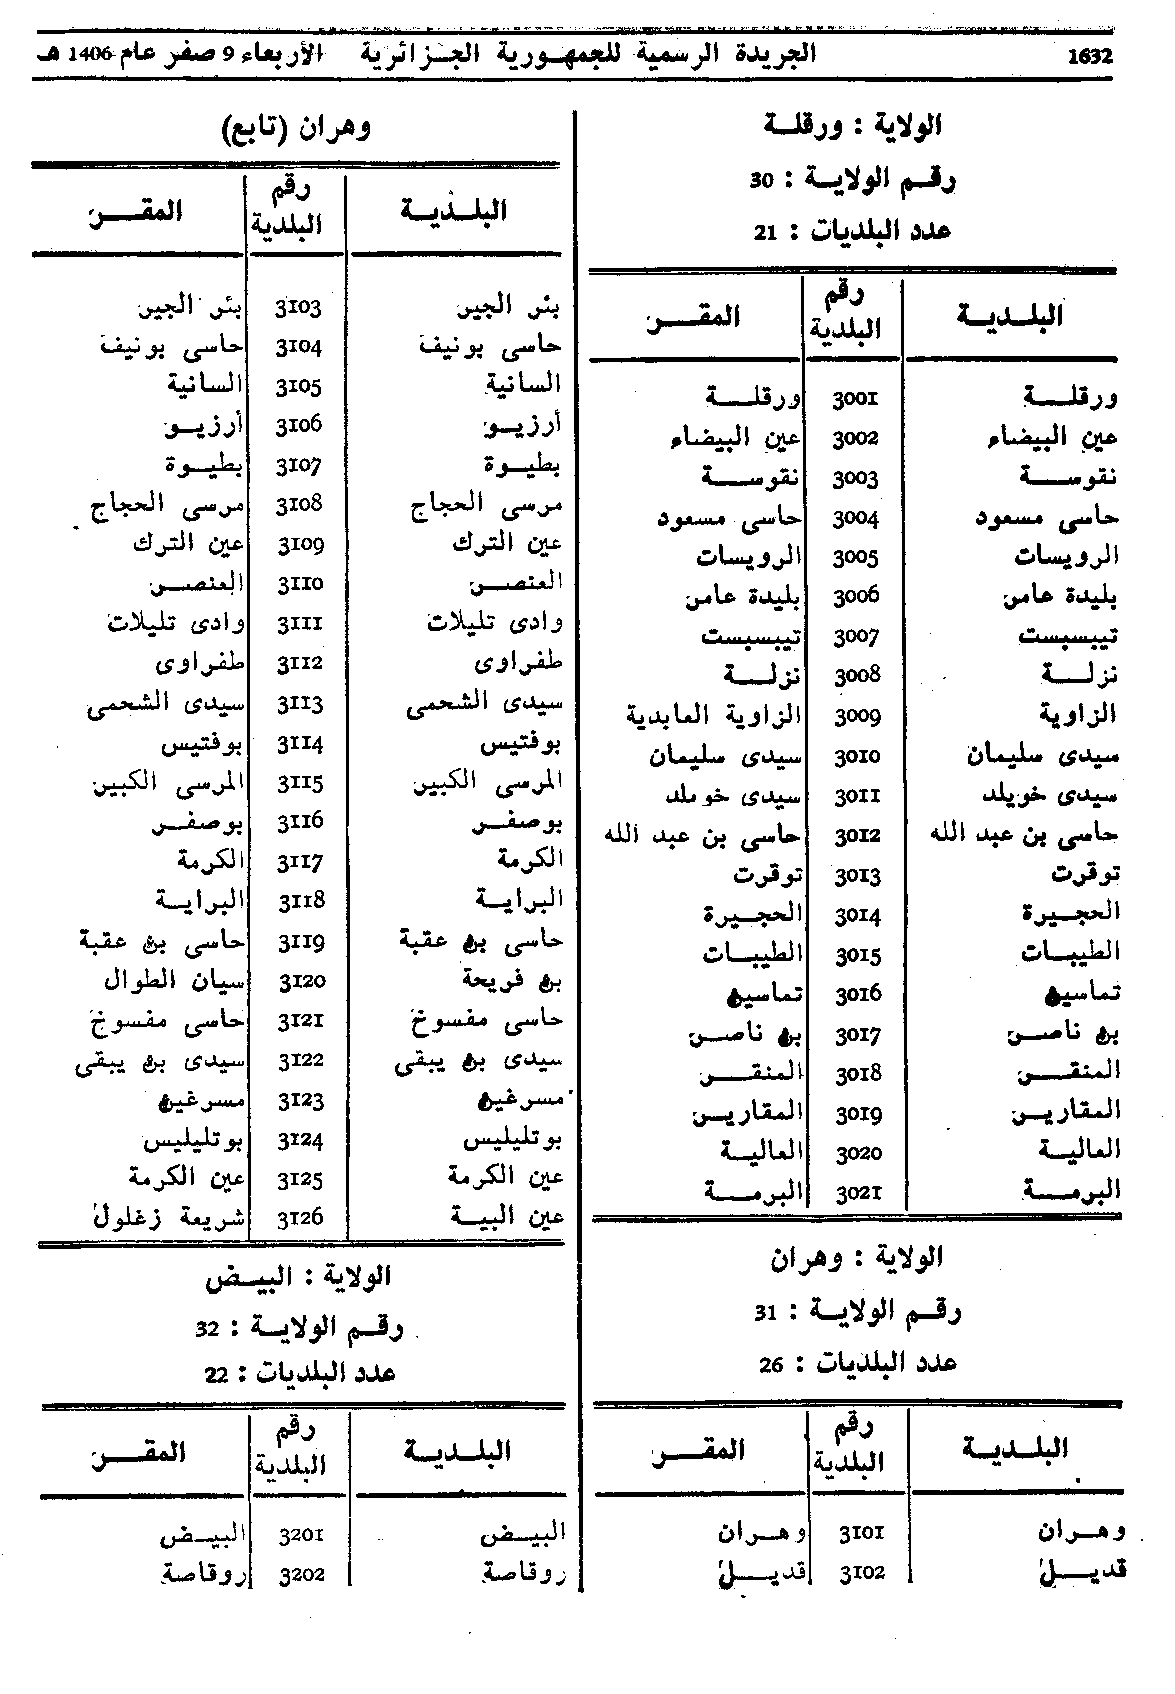 1632 الجريدة الرسمية للجمهورية الجزائرية الأربعاء 9 صفر عام 1406 هـ
الولاية : ورقلة
رقم الولاية : 30
عدد البلديات : 21
البلدية رقم البلدية المقر
ورقلة 3001 ورقلة
عين البيضاء 3002 عين البيضاء
نقوسة 3003 نقوسة
حاسى مسعود 3004 حاسى مسعود
الرويسات 3005 الرويسات
بليدة عامر 3006 بليدة عامر
تيبسبست 3007 تيبسبست
نزلة 3008 نزلة
الزاوية 3009 الزاوية العابدية
سيدى سليمان 3010 سيدى سليمان
سيدى خويلد 3011 سيدى خويلد
حاسى بن عبد الله 3012 حاسى بن عبد الله
توقرت 3013 توقرت
الحجيرة 3014 الحجيرة
الطيبات 3015 الطيبات
تماسين 3016 تماسين
بن ناصر 3017 بن ناصر
المنقر 3018 المنقر
المقارير 3019 المقارير
العالية 3020 العالية
البرمة 3021 البرمة
الولاية : وهران
رقم الولاية : 31
عدد البلديات : 26
البلدية رقم البلدية المقر
وهران 3101 وهران
قديل 3102 قديل
وهران (تابع)
البلدية رقم البلدية المقر
بئر الجير 3103 بئر الجير
حاسى بونيف 3104 حاسى بونيف
السانية 3105 السانية
أرزيو 3106 أرزيو
بطيوة 3107 بطيوة
مرسى الحجاج 3108 مرسى الحجاج
عين الترك 3109 عين الترك
العنصر 3110 العنصر
وادى تليلات 3111 وادى تليلات
طفراوى 3112 طفراوى
سيدى الشحمى 3113 سيدى الشحمى
بوفتيس 3114 بوفتيس
المرسى الكبير 3115 المرسى الكبير
بوصفر 3116 بوصفر
الكرمة 3117 الكرمة
البراية 3118 البراية
حاسى بن عقبة 3119 حاسى بن عقبة
بن فريحة 3120 سيان الطوال
حاسى مفسوخ 3121 حاسى مفسوخ
سيدى بن يبقى 3122 سيدى بن يبقى
مسرغين 3123 مسرغين
بوتليليس 3124 بوتليليس
عين الكرمة 3125 عين الكرمة
عين البية 3126 شريعة زغلول
الولاية : البيض
رقم الولاية : 32
عدد البلديات : 22
البلدية رقم البلدية المقر
البيض 3201 البيض
روقاصة 3202 روقاصة